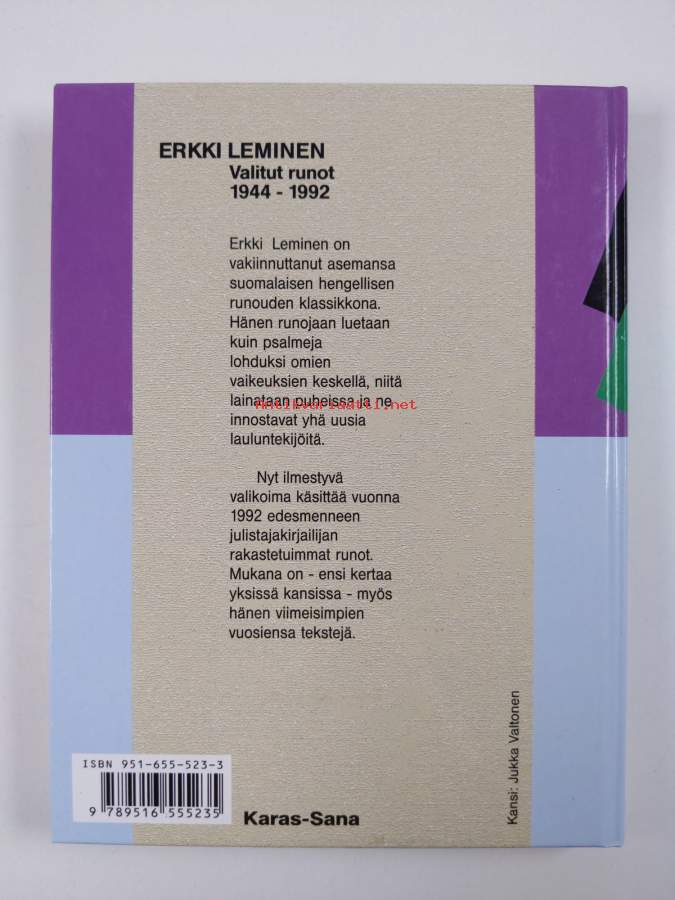 ERKKI LEMINEN
Valitut runot
1944 - 1992
Erkki Leminen on
vakiinnuttanut asemansa
suomalaisen hengellisen
runouden klassikkona.
Hänen runojaan luetaan
kuin psalmeja
lohduksi omien
vaikeuksien keskellä, niitä
lainataan puheissa ja ne
Antikvariaatti.net
innostavat yhä uusia
lauluntekijöitä.
Nyt ilmestyvä
valikoima käsittää vuonna
1992 edesmenneen
julistajakirjailijan
rakastetuimmat runot.
Mukana on - ensi kertaa
yksissä kansissa - myös
hänen viimeisimpien
vuosiensa tekstejä.
Kansi: Jukka Valtonen
ISBN 951-655-523-3
9 789516 555235
Karas-Sana